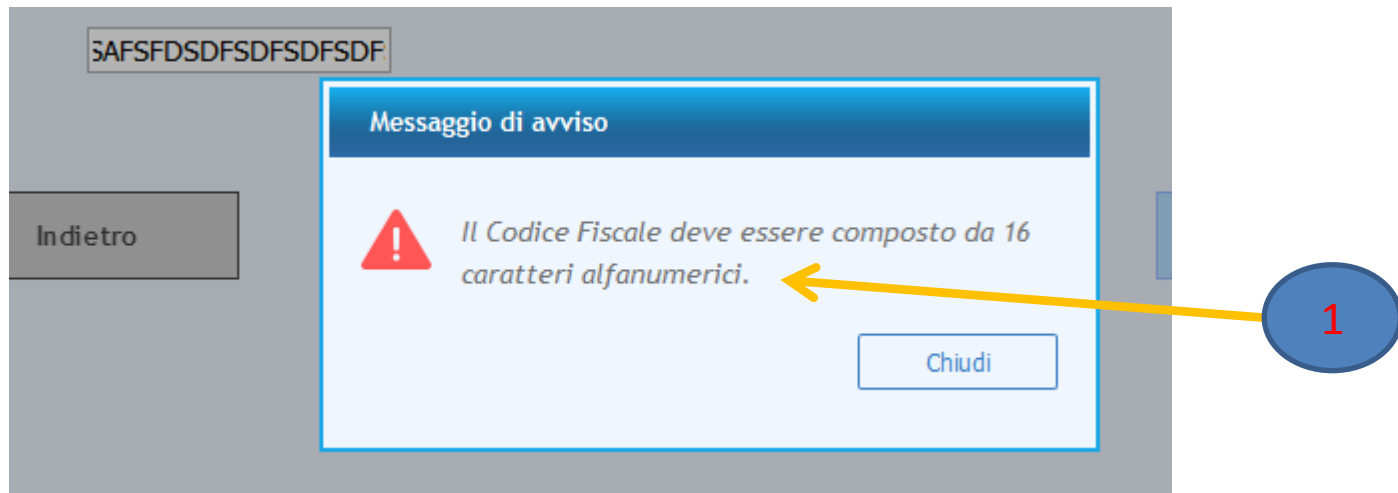 SAFSFDSDFSDFSDFSDF
Messaggio di avviso
Indietro
Il Codice Fiscale deve essere composto da 16
caratteri alfanumerici.
1
Chiudi